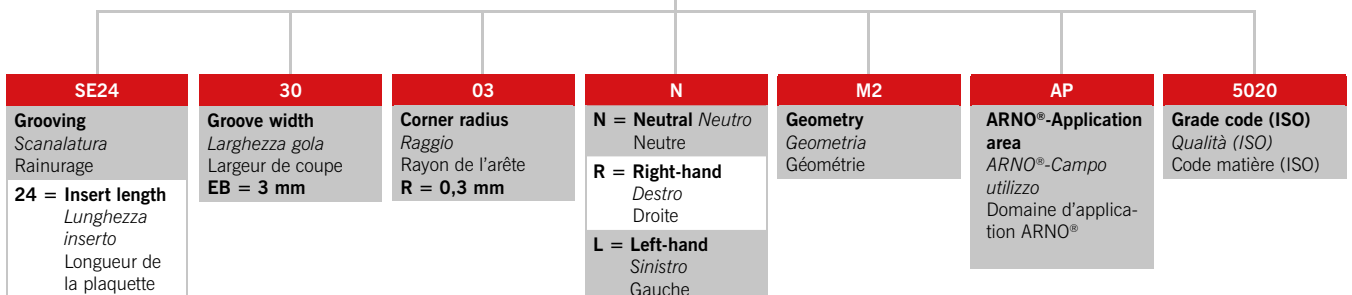 SE24
Grooving
Scanalatura
Rainurage
24 = Insert length
Lunghezza
inserto
Longueur de
la plaquette
30
Groove width
Larghezza gola
Largeur de coupe
EB = 3 mm
03
Corner radius
Raggio
Rayon de l'arête
R = 0,3 mm
N
N = Neutral Neutro
Neutre
R = Right-hand
Destro
Droite
L = Left-hand
Sinistro
Gauche
M2
Geometry
Geometria
Géométrie
AP
ARNO®-Application
area
ARNO®-Campo
utilizzo
Domaine d'applica-
tion ARNO®
5020
Grade code (ISO)
Qualità (ISO)
Code matière (ISO)